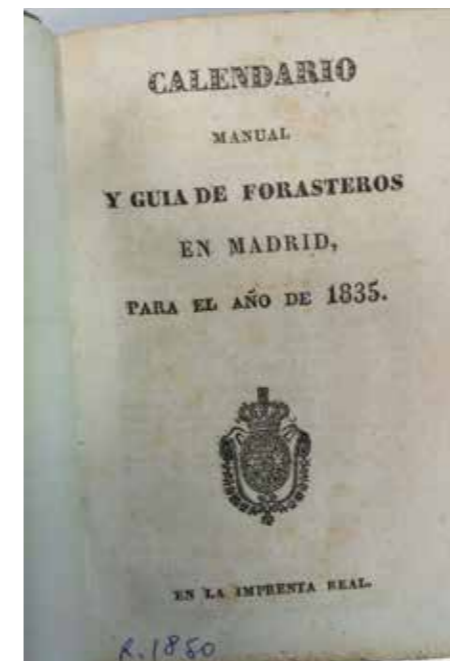 CALENDARIO
MANUAL
Y GUIA DE FORASTEROS
EN MADRID,
PARA EL AÑO DE 1835.
EN LA IMPRENTA REAL.
R.1850